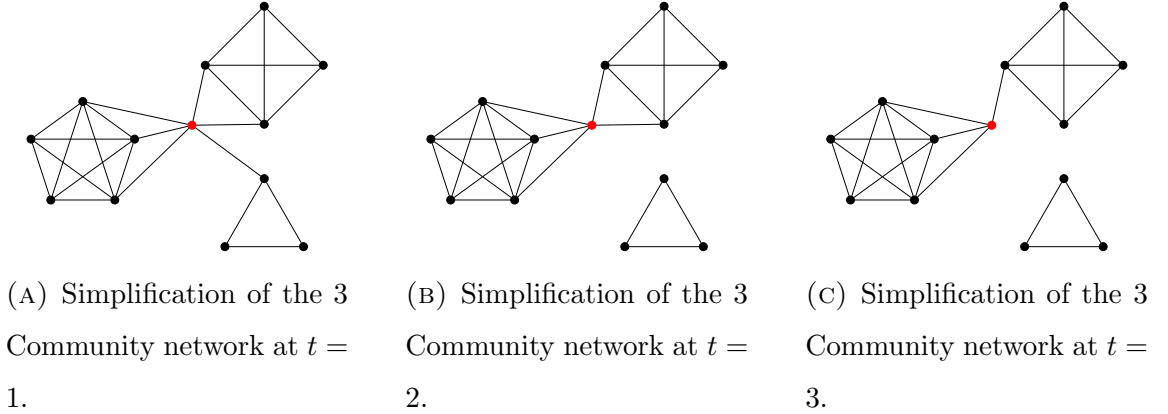 (A) Simplification of the 3
Community network at t =
1.
(B) Simplification of the 3
Community network at t =
2.
(C) Simplification of the 3
Community network at t =
3.